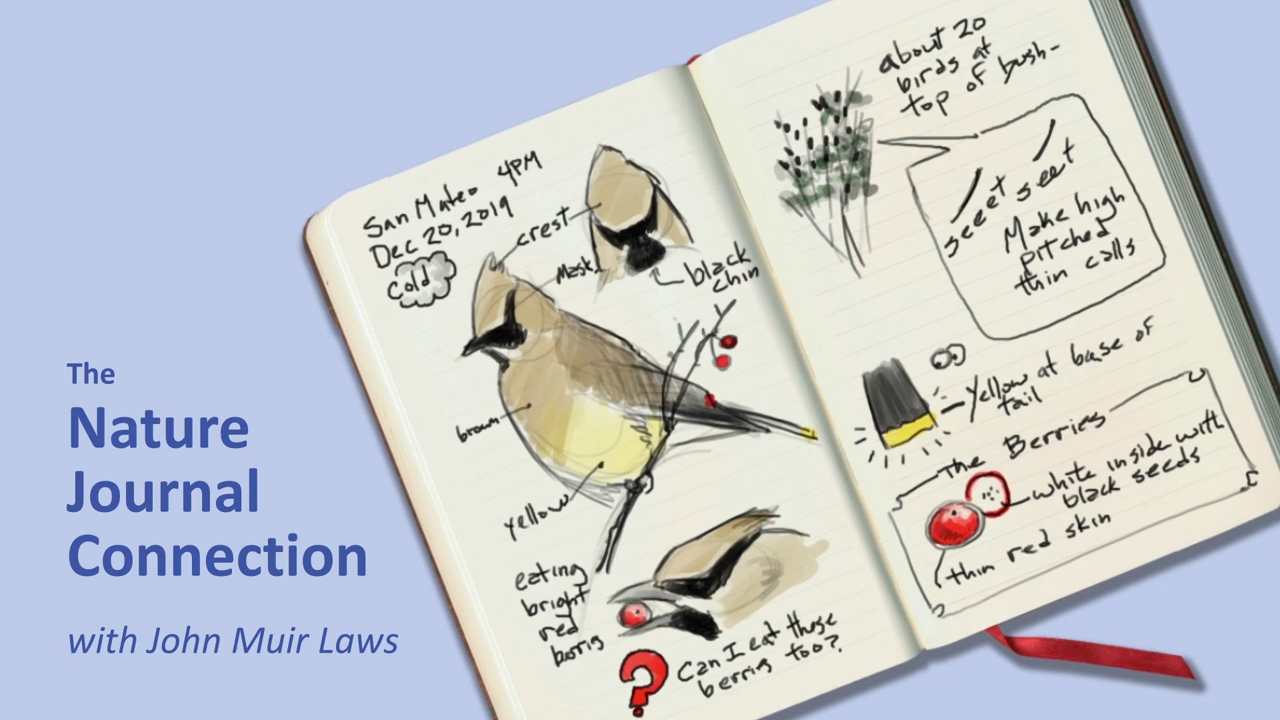 The
Nature
Journal
Connection
with John Muir Laws
San Mateo 4PM
Dec 20, 2019
Cold
crest
Mask
black
chin
brown
yellow
eating
bright
red
berris
Can I eat those
berries too?
about 20
birds at
top of bush-
seeet seet
Make high
pitched
thin calls
Yellow at base of
tail
The Berries
white inside with
black seeds
thin red skin